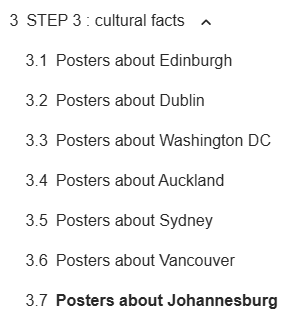 3 STEP 3 : cultural facts
3.1 Posters about Edinburgh
3.2 Posters about Dublin
3.3 Posters about Washington DC
3.4 Posters about Auckland
3.5 Posters about Sydney
3.6 Posters about Vancouver
3.7 Posters about Johannesburg